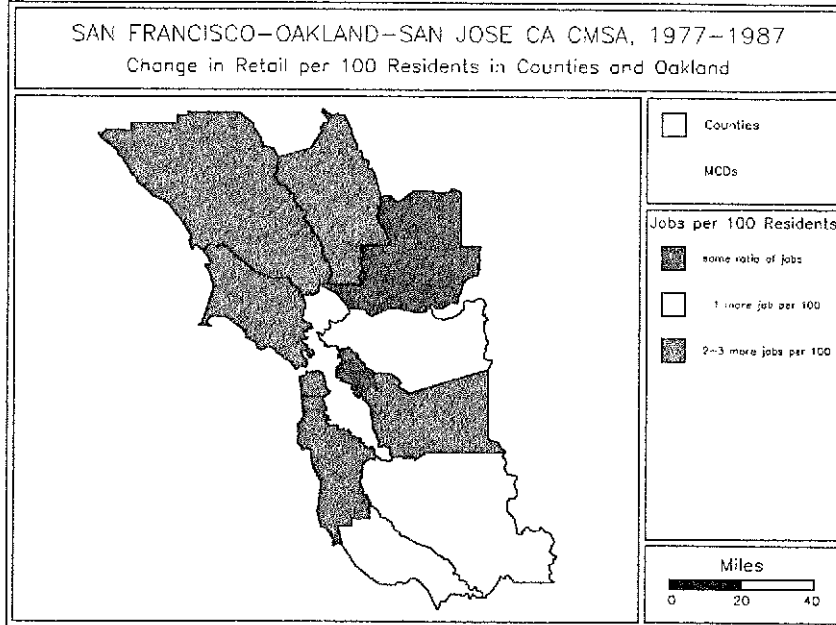 SAN FRANCISCO-OAKLAND-SAN JOSE CA CMSA, 1977-1987
Change in Retail per 100 Residents in Counties and Oakland
Counties
MCDs
Jobs per 100 Residents
same ratio of jobs
1 more job per 100
2-3 more jobs per 100
Miles
0 20 40